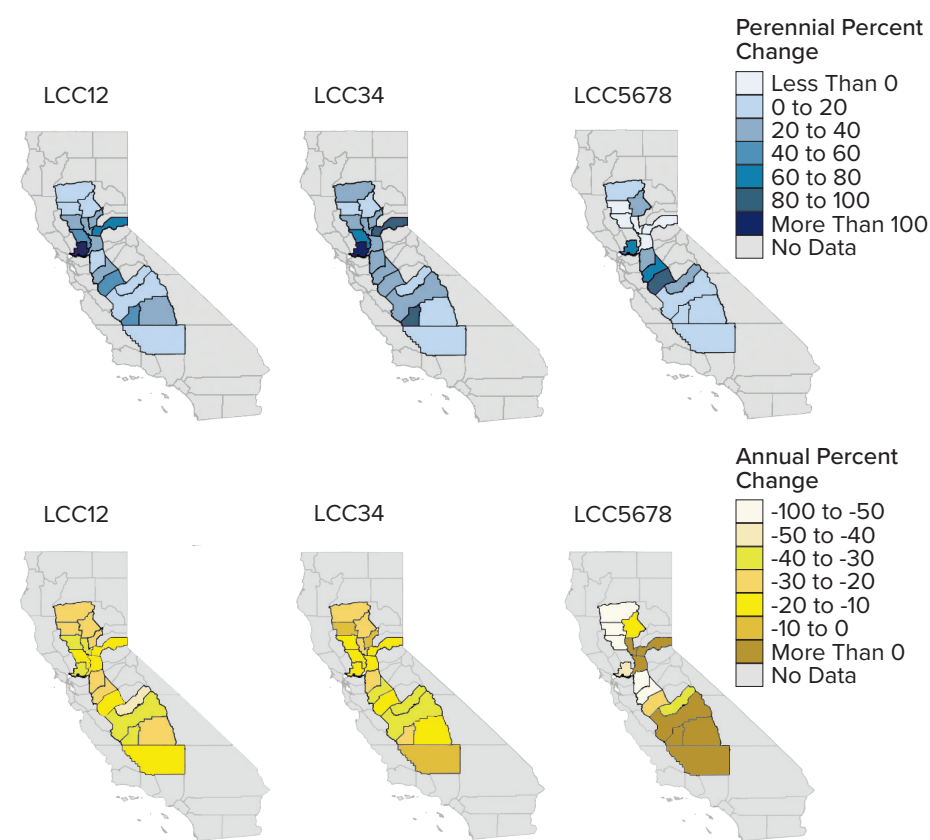 Perennial Percent
Change
LCC12
LCC34
LCC5678
Less Than 0
0 to 20
20 to 40
40 to 60
60 to 80
80 to 100
More Than 100
No Data
Annual Percent
Change
LCC12
LCC34
LCC5678
-100 to -50
-50 to -40
-40 to -30
-30 to -20
-20 to -10
-10 to 0
More Than 0
No Data